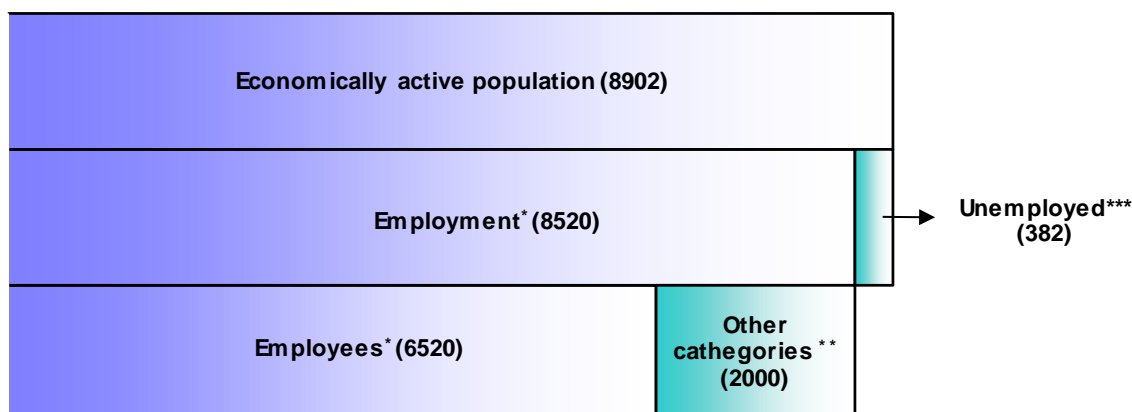 Economically active population (8902)
Employment* (8520)
Unemployed***
(382)
Employees* (6520)
Other
cathegories **
(2000)